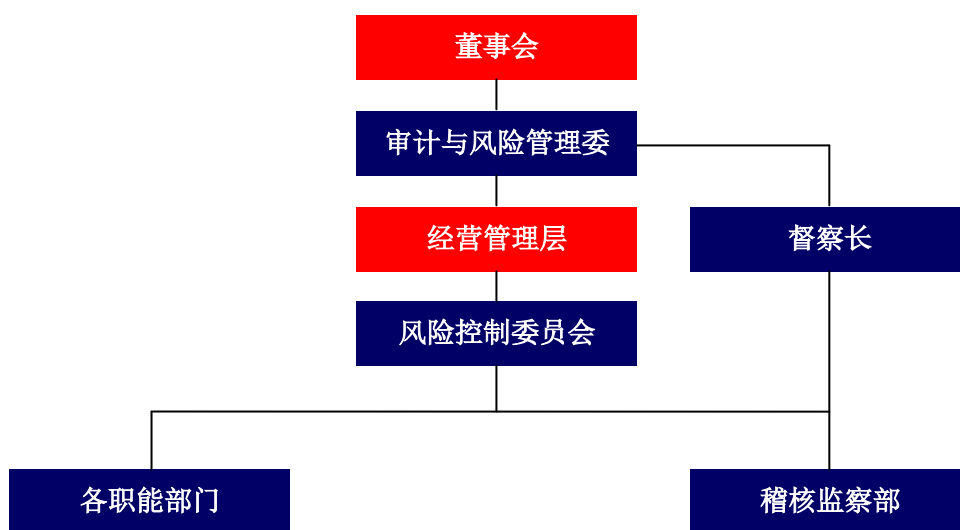 董事会
审计与风险管理委
经营管理层
督察长
风险控制委员会
各职能部门
稽核监察部